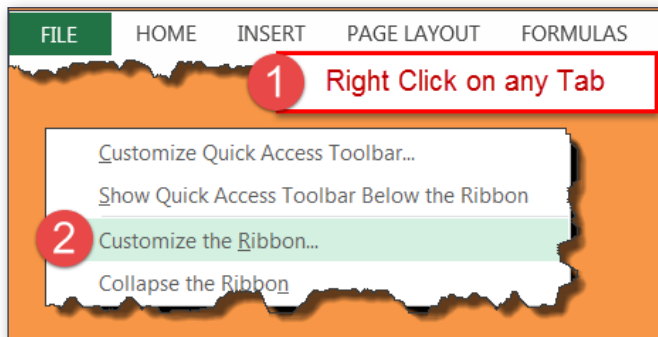 FILE HOME INSERT PAGE LAYOUT FORMULAS
1 Right Click on any Tab
Customize Quick Access Toolbar...
Show Quick Access Toolbar Below the Ribbon
2 Customize the Ribbon...
Collapse the Ribbon